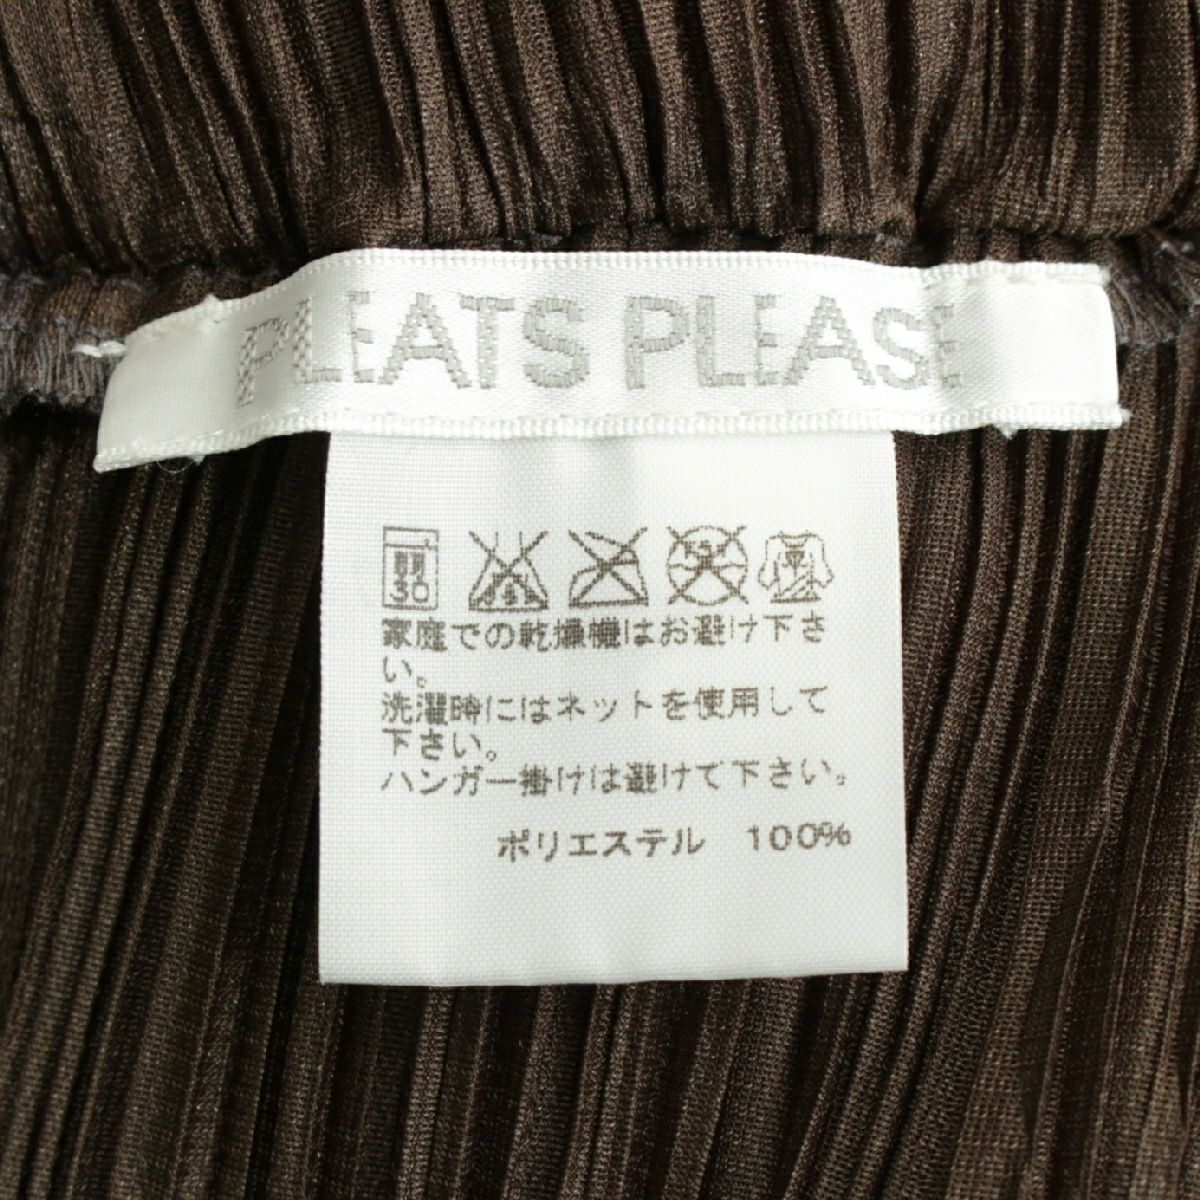 PLEATS PLEASE
弱 30
家庭での乾燥機はお避け下さ
い。
洗濯時にはネットを使用して
下さい。
ハンガー掛けは避けて下さい。
ポリエステル 100%